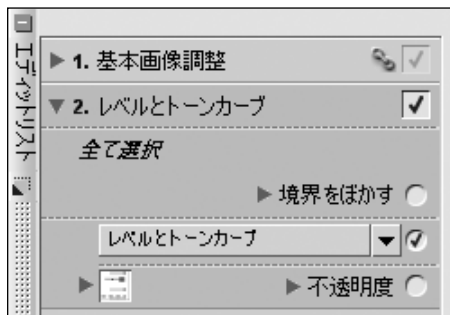 エディットリスト
1. 基本画像調整
2. レベルとトーンカーブ
全て選択
境界をぼかす
レベルとトーンカーブ
不透明度